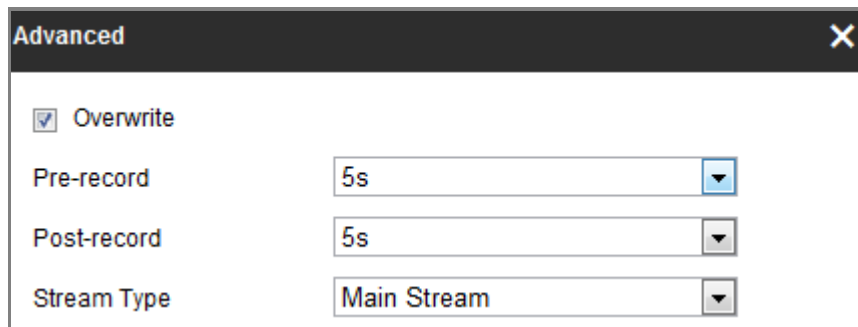 Advanced
Overwrite
Pre-record 5s
Post-record 5s
Stream Type Main Stream